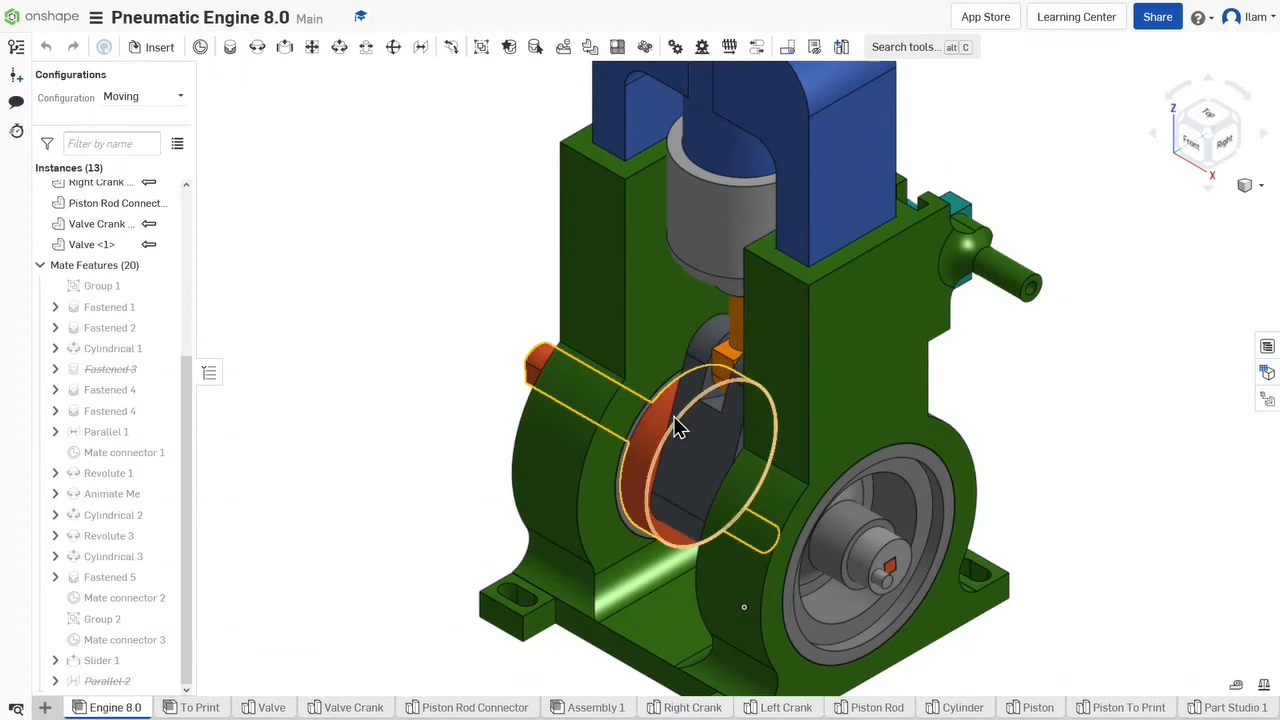 onshape Pneumatic Engine 8.0 Main App Store Learning Center Share Ilam
Insert Search tools... alt C
Configurations
Configuration Moving
Filter by name
Instances (13)
Right Crank ...
Piston Rod Connect...
Valve Crank ...
Valve <1>
Mate Features (20)
Group 1
Fastened 1
Fastened 2
Cylindrical 1
Fastened 3
Fastened 4
Fastened 4
Parallel 1
Mate connector 1
Revolute 1
Animate Me
Cylindrical 2
Revolute 3
Cylindrical 3
Fastened 5
Mate connector 2
Group 2
Mate connector 3
Slider 1
Parallel 2
Z
Top
Front
Right
X
Engine 8.0 To Print Valve Valve Crank Piston Rod Connector Assembly 1 Right Crank Left Crank Piston Rod Cylinder Piston Piston To Print Part Studio 1